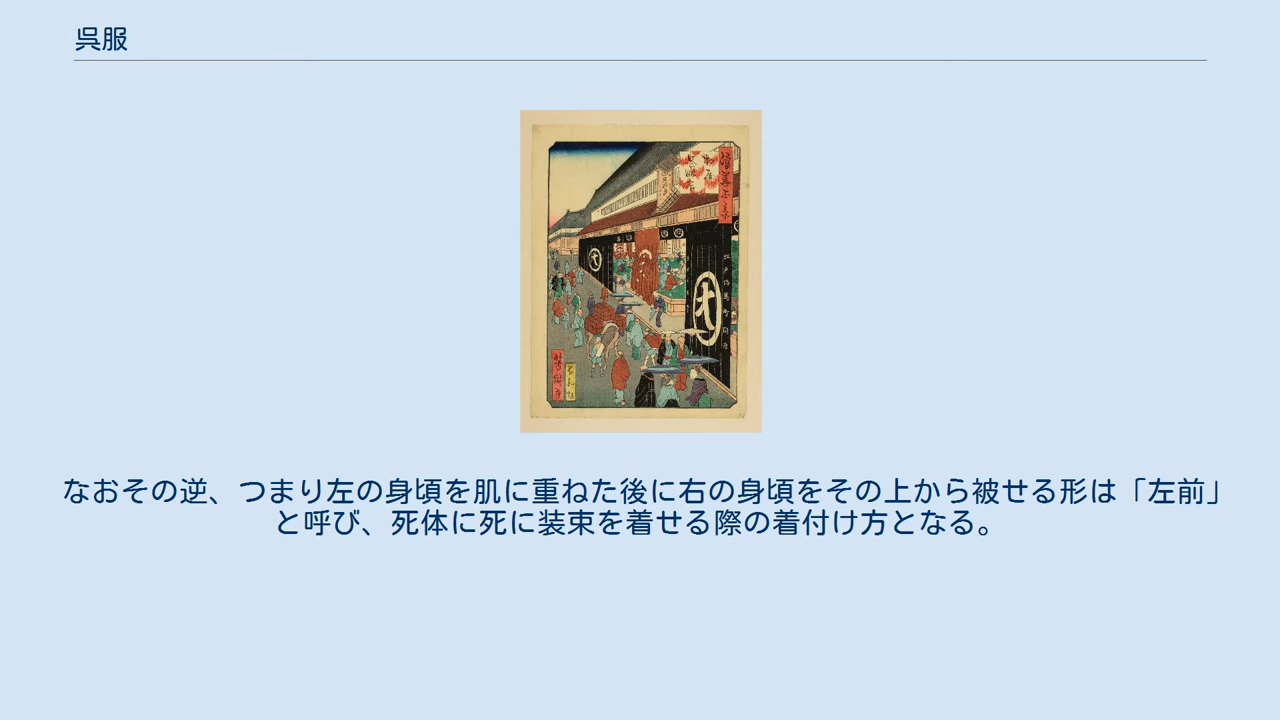 呉服
なおその逆、つまり左の身頃を肌に重ねた後に右の身頃をその上から被せる形は「左前」
と呼び、死体に死に装束を着せる際の着付け方となる。